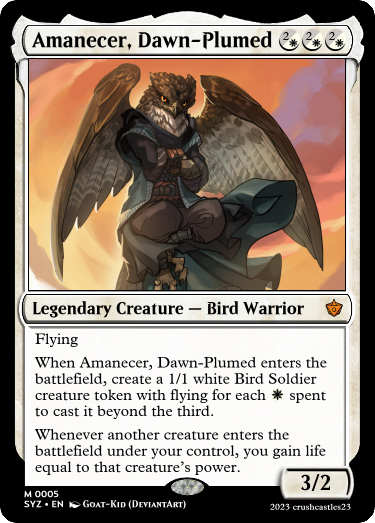 Amanecer, Dawn-Plumed 2 2 2
Legendary Creature — Bird Warrior
Flying
When Amanecer, Dawn-Plumed enters the
battlefield, create a 1/1 white Bird Soldier
creature token with flying for each spent
to cast it beyond the third.
Whenever another creature enters the
battlefield under your control, you gain life
equal to that creature's power.
3/2
M 0005
SYZ • EN Goat-Kid (DeviantArt)
2023 crushcastles23